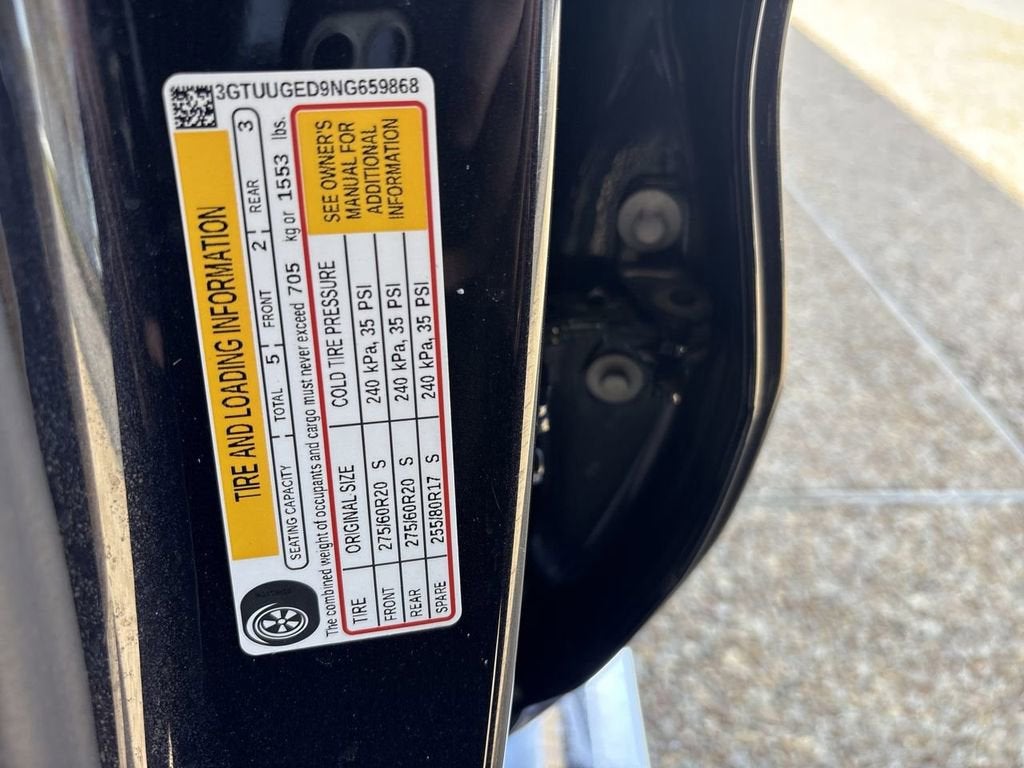 3GTUUGED9NG659868
TIRE AND LOADING INFORMATION
SEATING CAPACITY TOTAL 5 FRONT 2 REAR 3
The combined weight of occupants and cargo must never exceed 705 kg or 1553 lbs.
TIRE ORIGINAL SIZE COLD TIRE PRESSURE
FRONT 275/60R20 S 240 kPa, 35 PSI
REAR 275/60R20 S 240 kPa, 35 PSI
SPARE 255/80R17 S 240 kPa, 35 PSI
SEE OWNER'S
MANUAL FOR
ADDITIONAL
INFORMATION